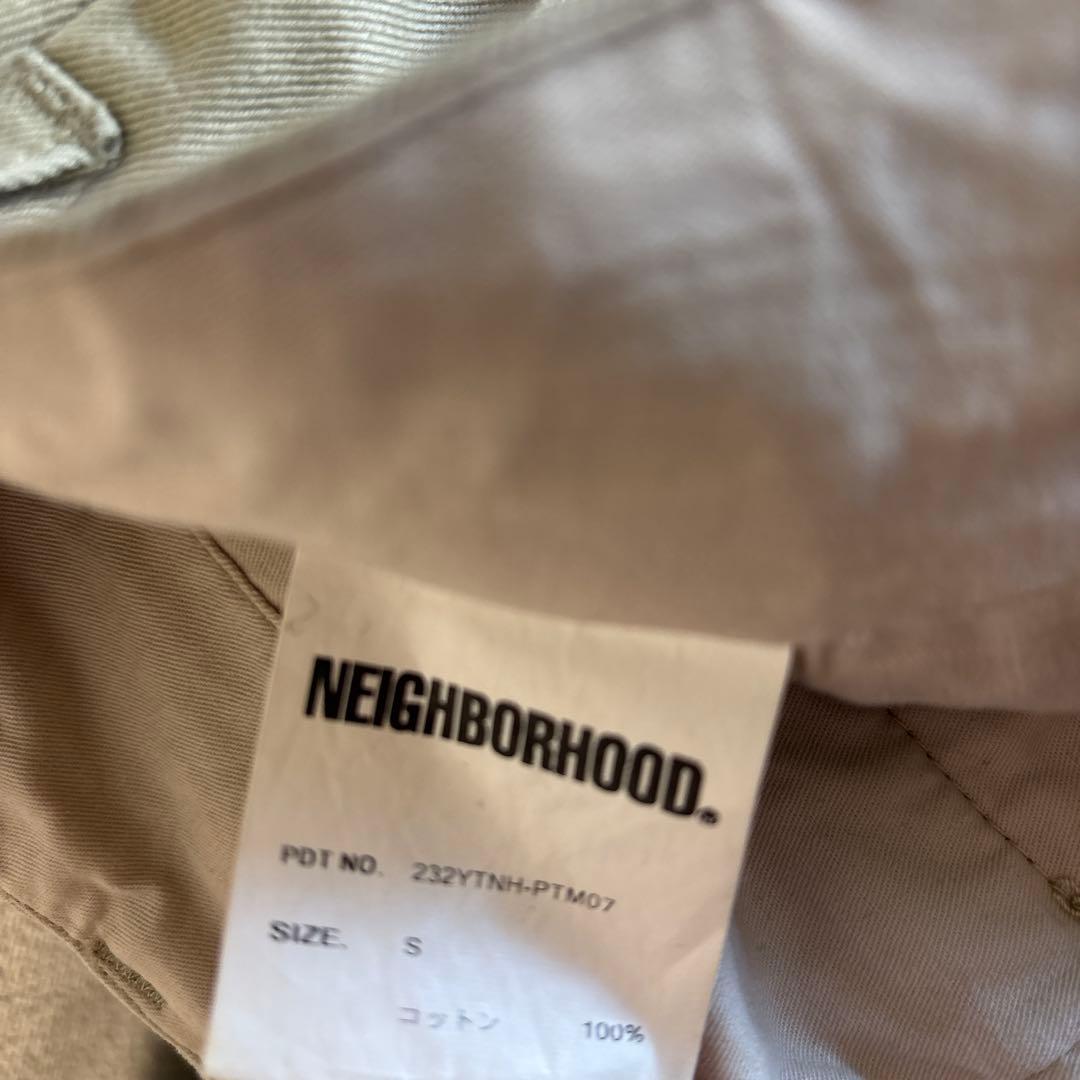 NEIGHBORHOOD®
PDT NO. 232YTNH-PTM07
SIZE. S
コットン 100%